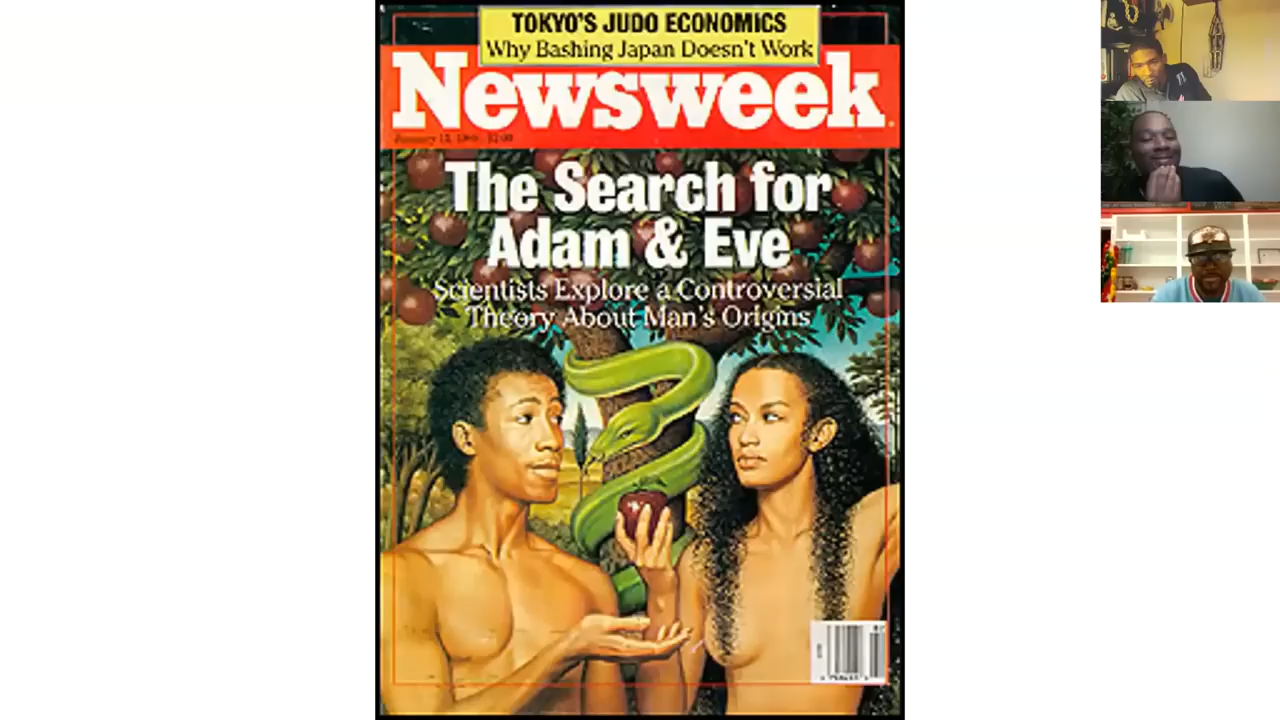 TOKYO'S JUDO ECONOMICS
Why Bashing Japan Doesn't Work
Newsweek
The Search for
Adam & Eve
Scientists Explore a Controversial
Theory About Man's Origins